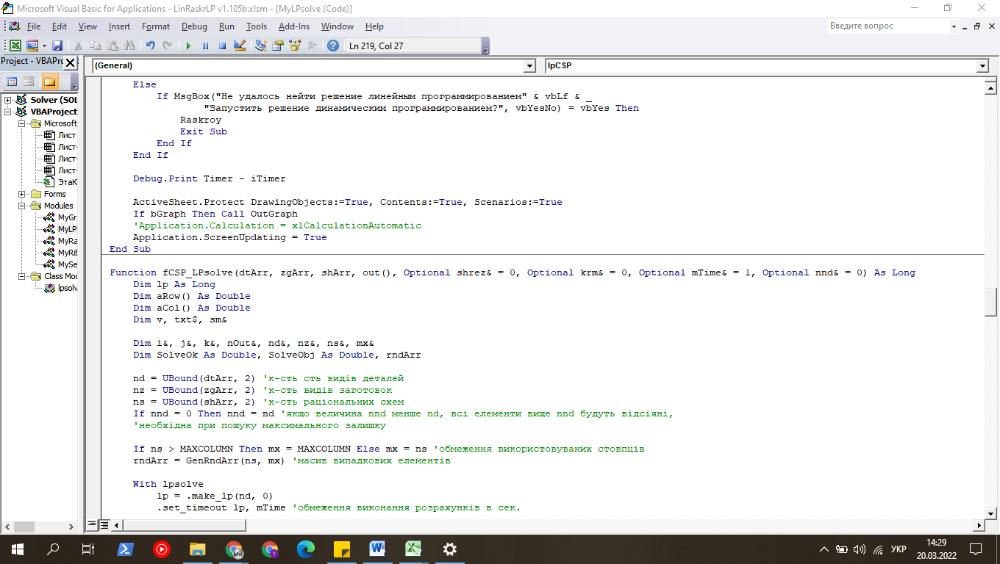 Microsoft Visual Basic for Applications - LinRaskrLP v1.105b.xlsm - [MyLPsolve (Code)]
File Edit View Insert Format Debug Run Tools Add-Ins Window Help
Введите вопрос
Ln 219, Col 27
Project - VBAPro
(General)
lpCSP
Solver (SOL
VBAProject
Microsoft
Лист
Лист
Лист
Лист
ЭтаК
Forms
Modules
MyGr
MyLP
MyRa
MyRib
MySe
Class Mod
lpsolv
Else
If MsgBox("Не удалось нейти решение линейным программированием" & vbLf & _
"Запустить решение динамическим программированием?", vbYesNo) = vbYes Then
Raskroy
Exit Sub
End If
End If
Debug.Print Timer - iTimer
ActiveSheet.Protect DrawingObjects:=True, Contents:=True, Scenarios:=True
If bGraph Then Call OutGraph
'Application.Calculation = xlCalculationAutomatic
Application.ScreenUpdating = True
End Sub
Function fCSP_LPsolve(dtArr, zgArr, shArr, out(), Optional shrez& = 0, Optional krm& = 0, Optional mTime& = 1, Optional nnd& = 0) As Long
Dim lp As Long
Dim aRow() As Double
Dim aCol() As Double
Dim v, txt$, sm&
Dim i&, j&, k&, nOut&, nd&, nz&, ns&, mx&
Dim SolveOk As Double, SolveObj As Double, rndArr
nd = UBound(dtArr, 2) 'к-сть сть видів деталей
nz = UBound(zgArr, 2) 'к-сть видів заготовок
ns = UBound(shArr, 2) 'к-сть раціональних схем
If nnd = 0 Then nnd = nd 'якщо величина nnd менше nd, всі елементи вище nnd будуть відсіяні,
'необхідна при пошуку максимального залишку
If ns > MAXCOLUMN Then mx = MAXCOLUMN Else mx = ns 'обмеження використовуваних стовпців
rndArr = GenRndArr(ns, mx) 'масив випадкових елементів
With lpsolve
lp = .make_lp(nd, 0)
.set_timeout lp, mTime 'обмеження виконання розрахунків в сек.
УКР
14:29
20.03.2022